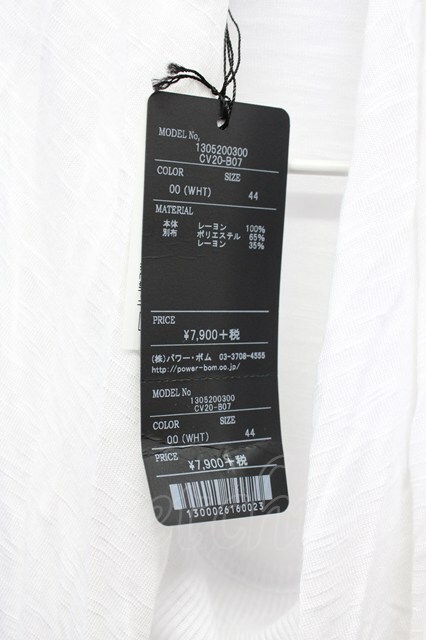 MODEL No,
1305200300
CV20-B07
COLOR SIZE
00 (WHT) 44
MATERIAL
本体 レーヨン 100%
別布 ポリエステル 65%
レーヨン 35%
PRICE
¥7,900+税
(株)パワー・ボム 03-3708-4555
http://power-bom.co.jp/
MODEL No
1305200300
CV20-B07
COLOR SIZE
00 (WHT) 44
PRICE
¥7,900+税
1300026160023